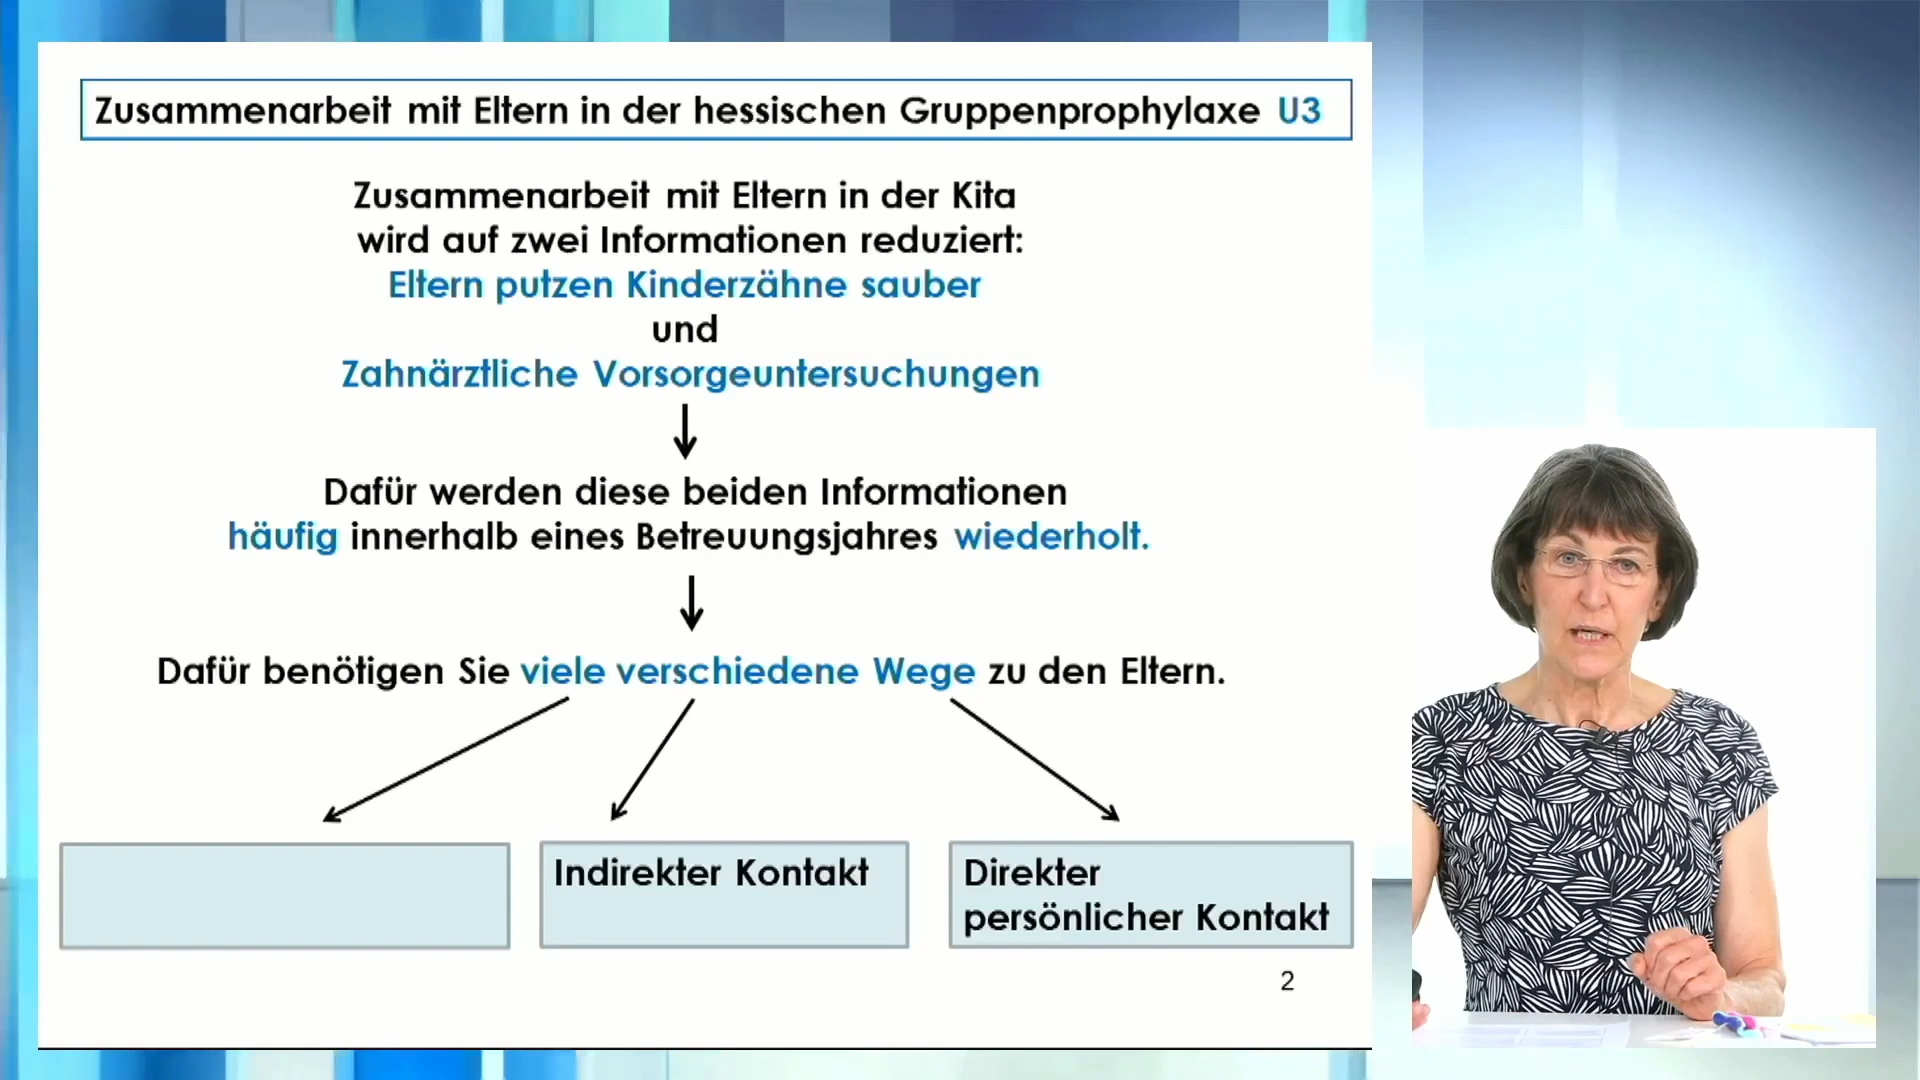 Zusammenarbeit mit Eltern in der hessischen Gruppenprophylaxe U3
Zusammenarbeit mit Eltern in der Kita
wird auf zwei Informationen reduziert:
Eltern putzen Kinderzähne sauber
und
Zahnärztliche Vorsorgeuntersuchungen
Dafür werden diese beiden Informationen
häufig innerhalb eines Betreuungsjahres wiederholt.
Dafür benötigen Sie viele verschiedene Wege zu den Eltern.
Indirekter Kontakt
Direkter
persönlicher Kontakt
2